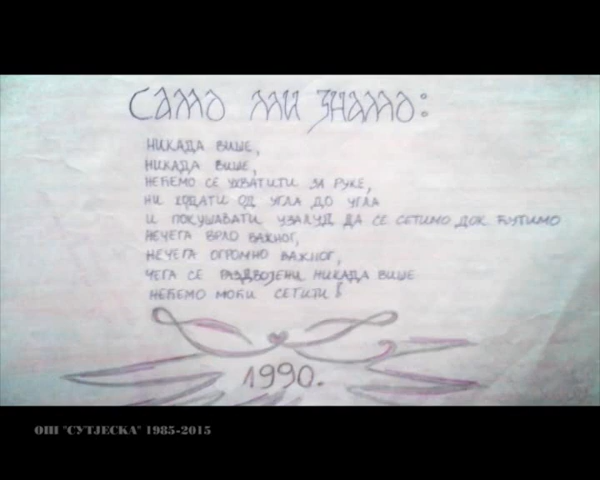 САМО МИ ЗНАМО:
НИКАДА ВИШЕ,
НИКАДА ВИШЕ,
НЕЋЕМО СЕ УХВАТИТИ ЗА РУКЕ,
НИ ХОДАТИ ОД УГЛА ДО УГЛА
И ПОКУШАВАТИ УЗАЛУД ДА СЕ СЕТИМО ДОК ЋУТИМО
НЕЧЕГА ВРЛО ВАЖНОГ,
НЕЧЕГА ОГРОМНО ВАЖНОГ,
ЧЕГА СЕ РАЗДВОЈЕНИ НИКАДА ВИШЕ
НЕЋЕМО МОЋИ СЕТИТИ!
1990.
ОШ "СУТЈЕСКА" 1985-2015